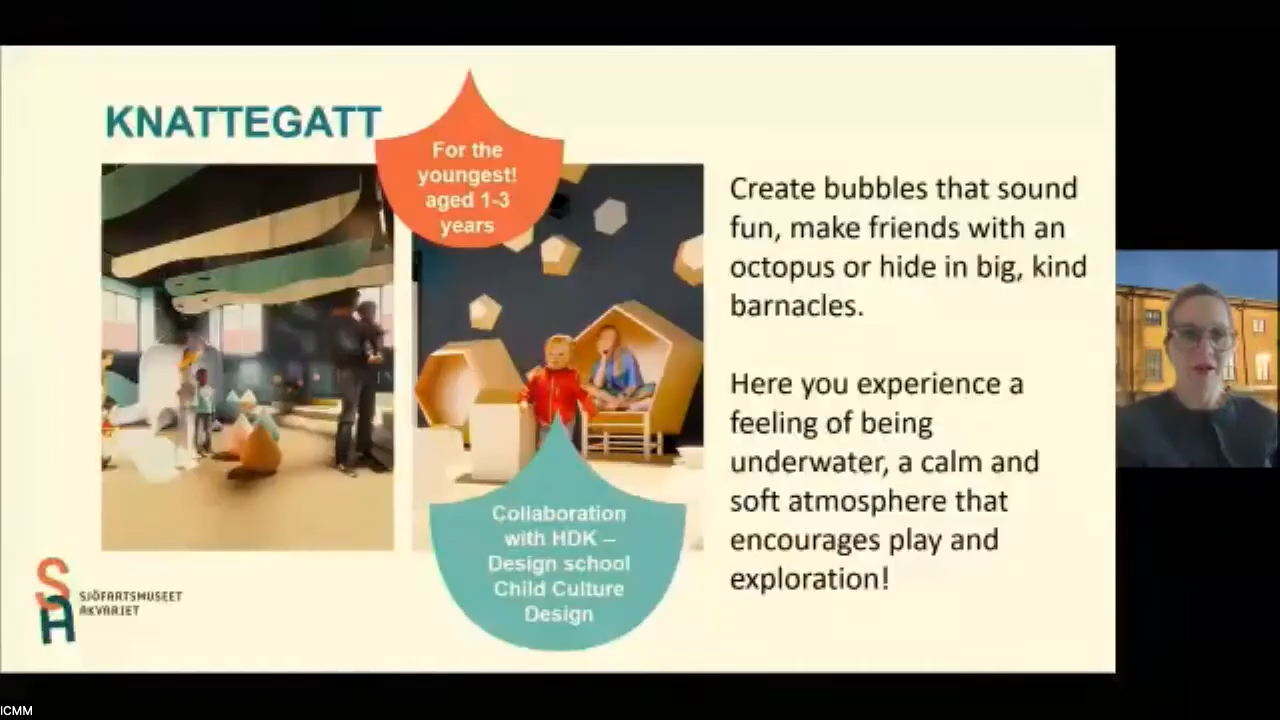 KNATTEGATT
For the
youngest!
aged 1-3
years
Create bubbles that sound
fun, make friends with an
octopus or hide in big, kind
barnacles.
Here you experience a
feeling of being
underwater, a calm and
soft atmosphere that
encourages play and
exploration!
Collaboration
with HDK –
Design school
Child Culture
Design
SJÖFARTSMUSEET
AKVARIET
ICMM